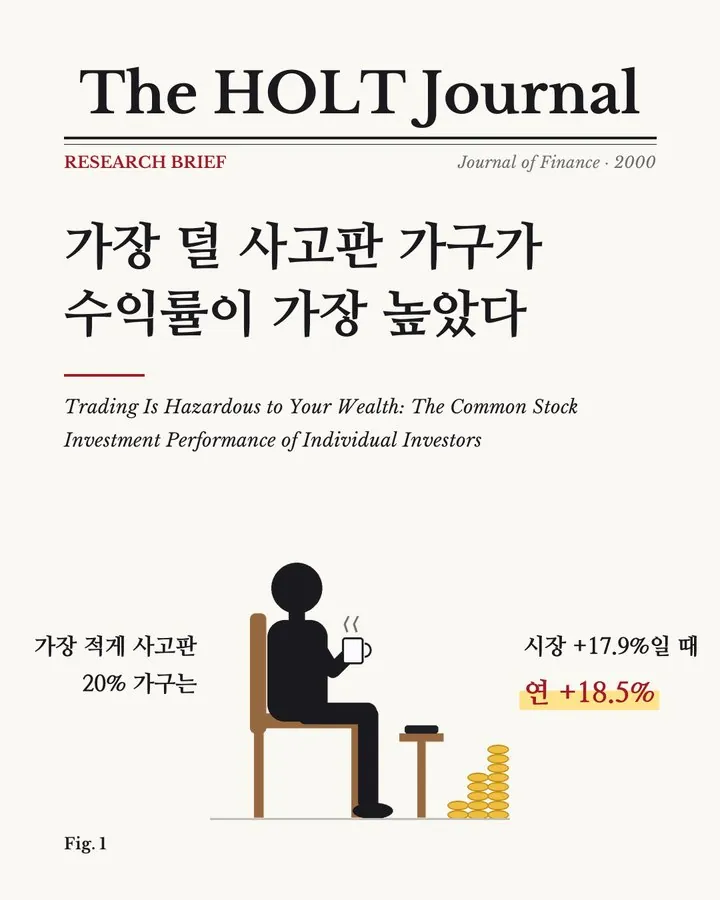 The HOLT Journal
RESEARCH BRIEF
Journal of Finance · 2000
가장 덜 사고판 가구가
수익률이 가장 높았다
Trading Is Hazardous to Your Wealth: The Common Stock
Investment Performance of Individual Investors
가장 적게 사고판
20% 가구는
시장 +17.9%일 때
연 +18.5%
Fig. 1